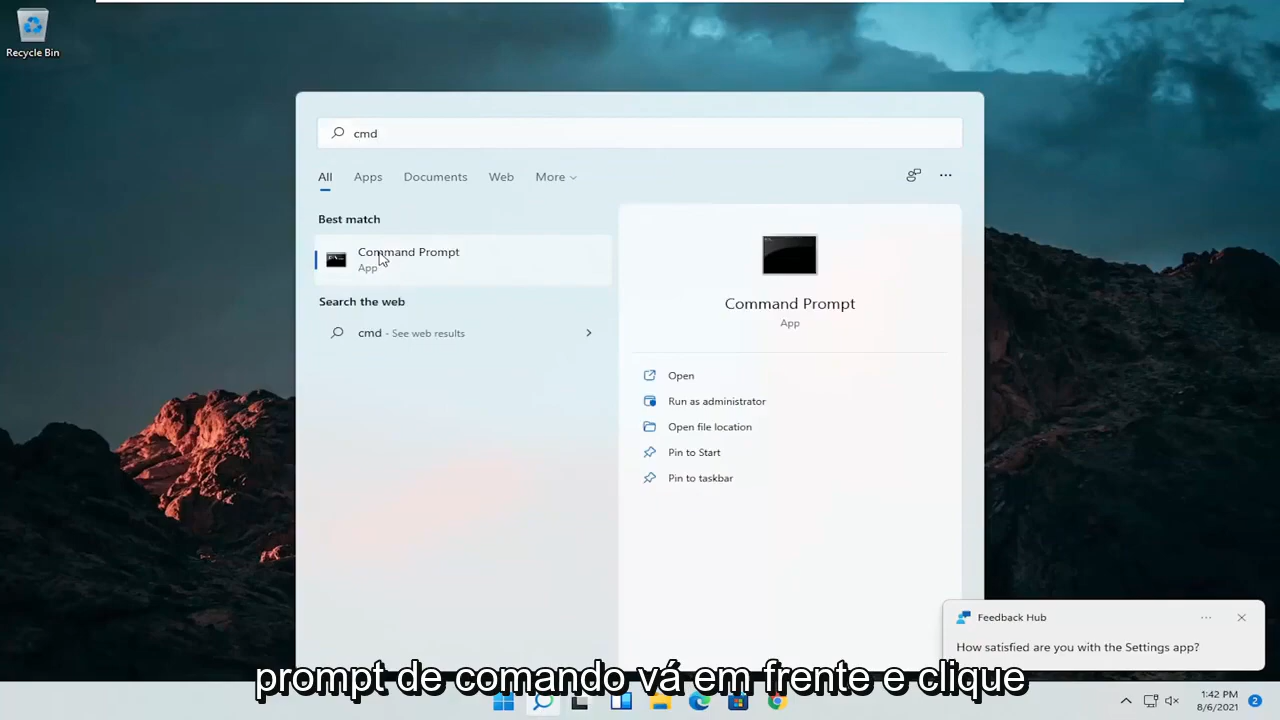 Recycle Bin
cmd
All Apps Documents Web More
Best match
Command Prompt
App
Search the web
cmd - See web results
Command Prompt
App
Open
Run as administrator
Open file location
Pin to Start
Pin to taskbar
Feedback Hub
How satisfied are you with the Settings app?
prompt de comando vá em frente e clique
1:42 PM
8/6/2021
2